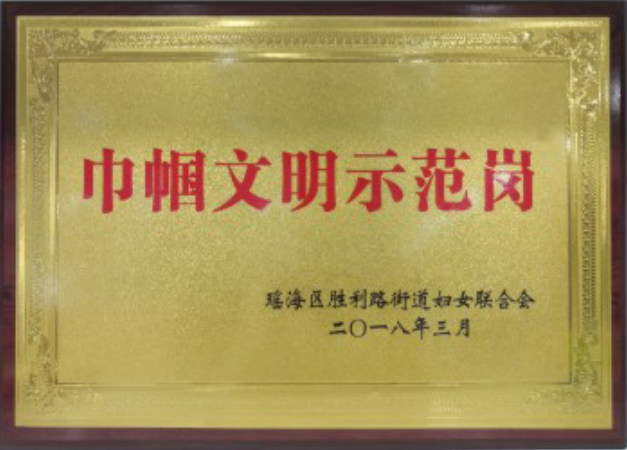 巾帼文明示范岗
瑶海区胜利路街道妇女联合会
二〇一八年三月